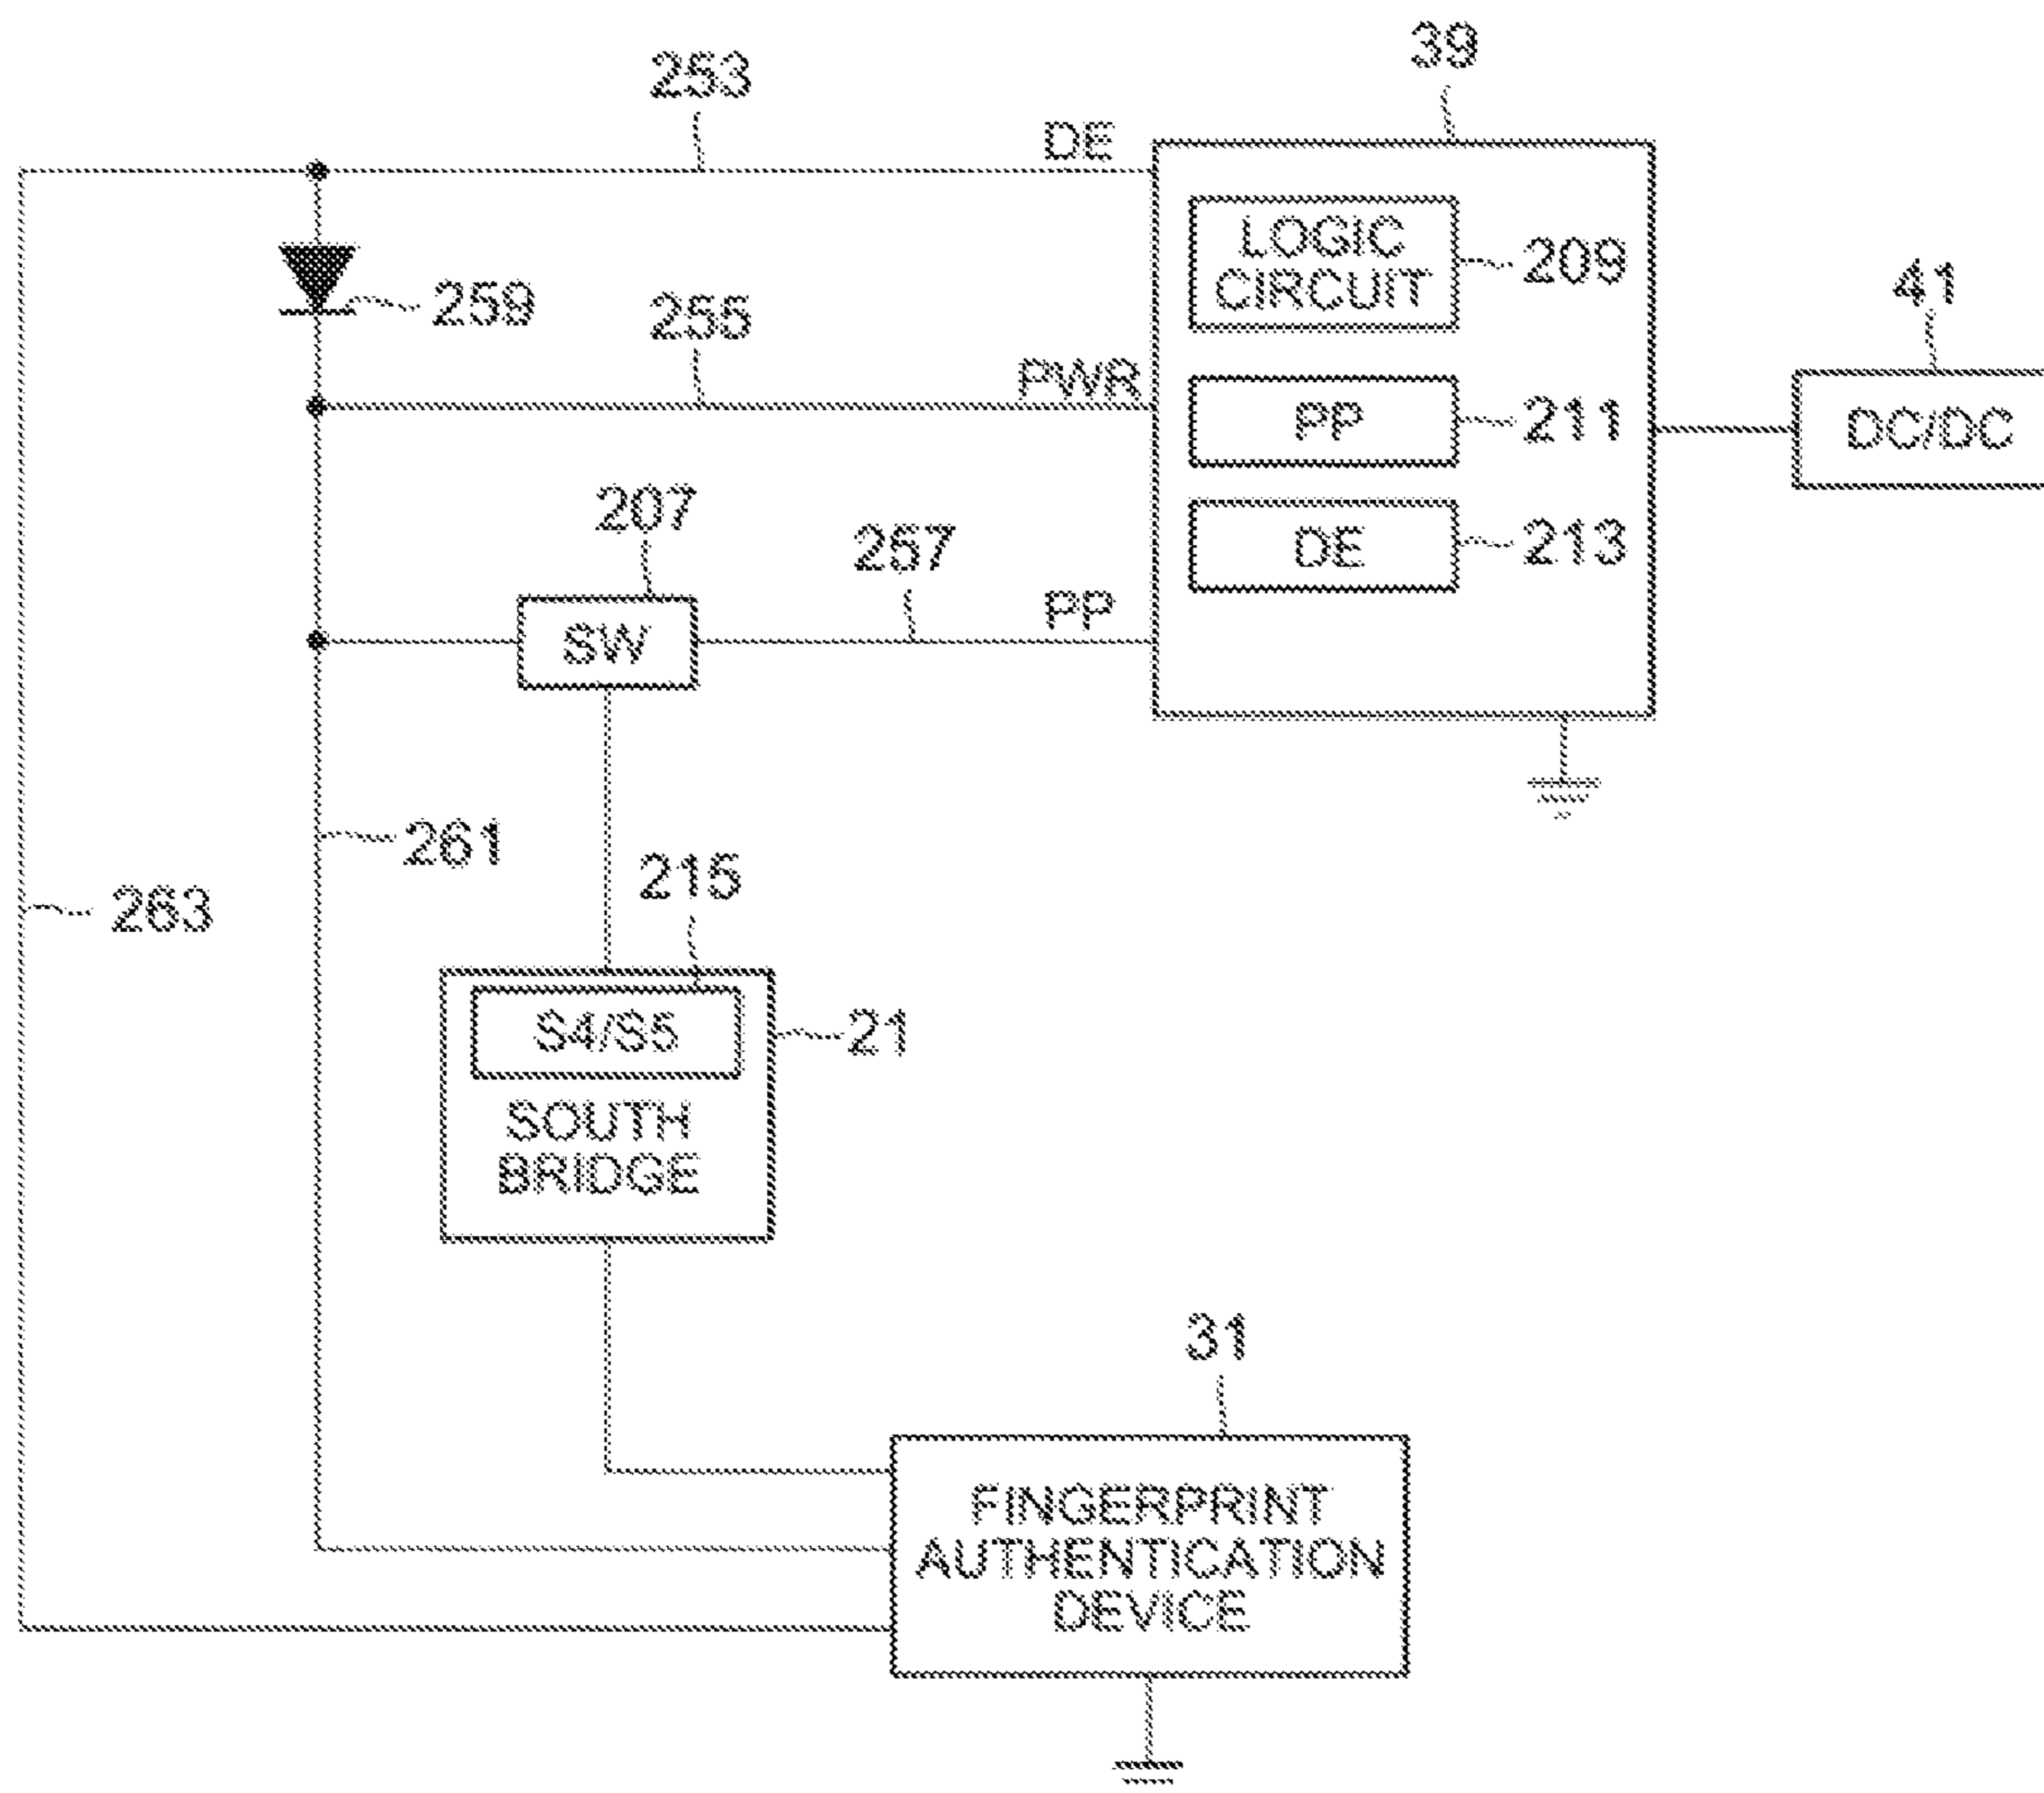 39
253
DE
LOGIC
CIRCUIT
209
41
259
255
PWR
PP
211
DC/DC
207
257
DE
213
PP
SW
261
215
263
S4/S5
21
SOUTH
BRIDGE
31
FINGERPRINT
AUTHENTICATION
DEVICE